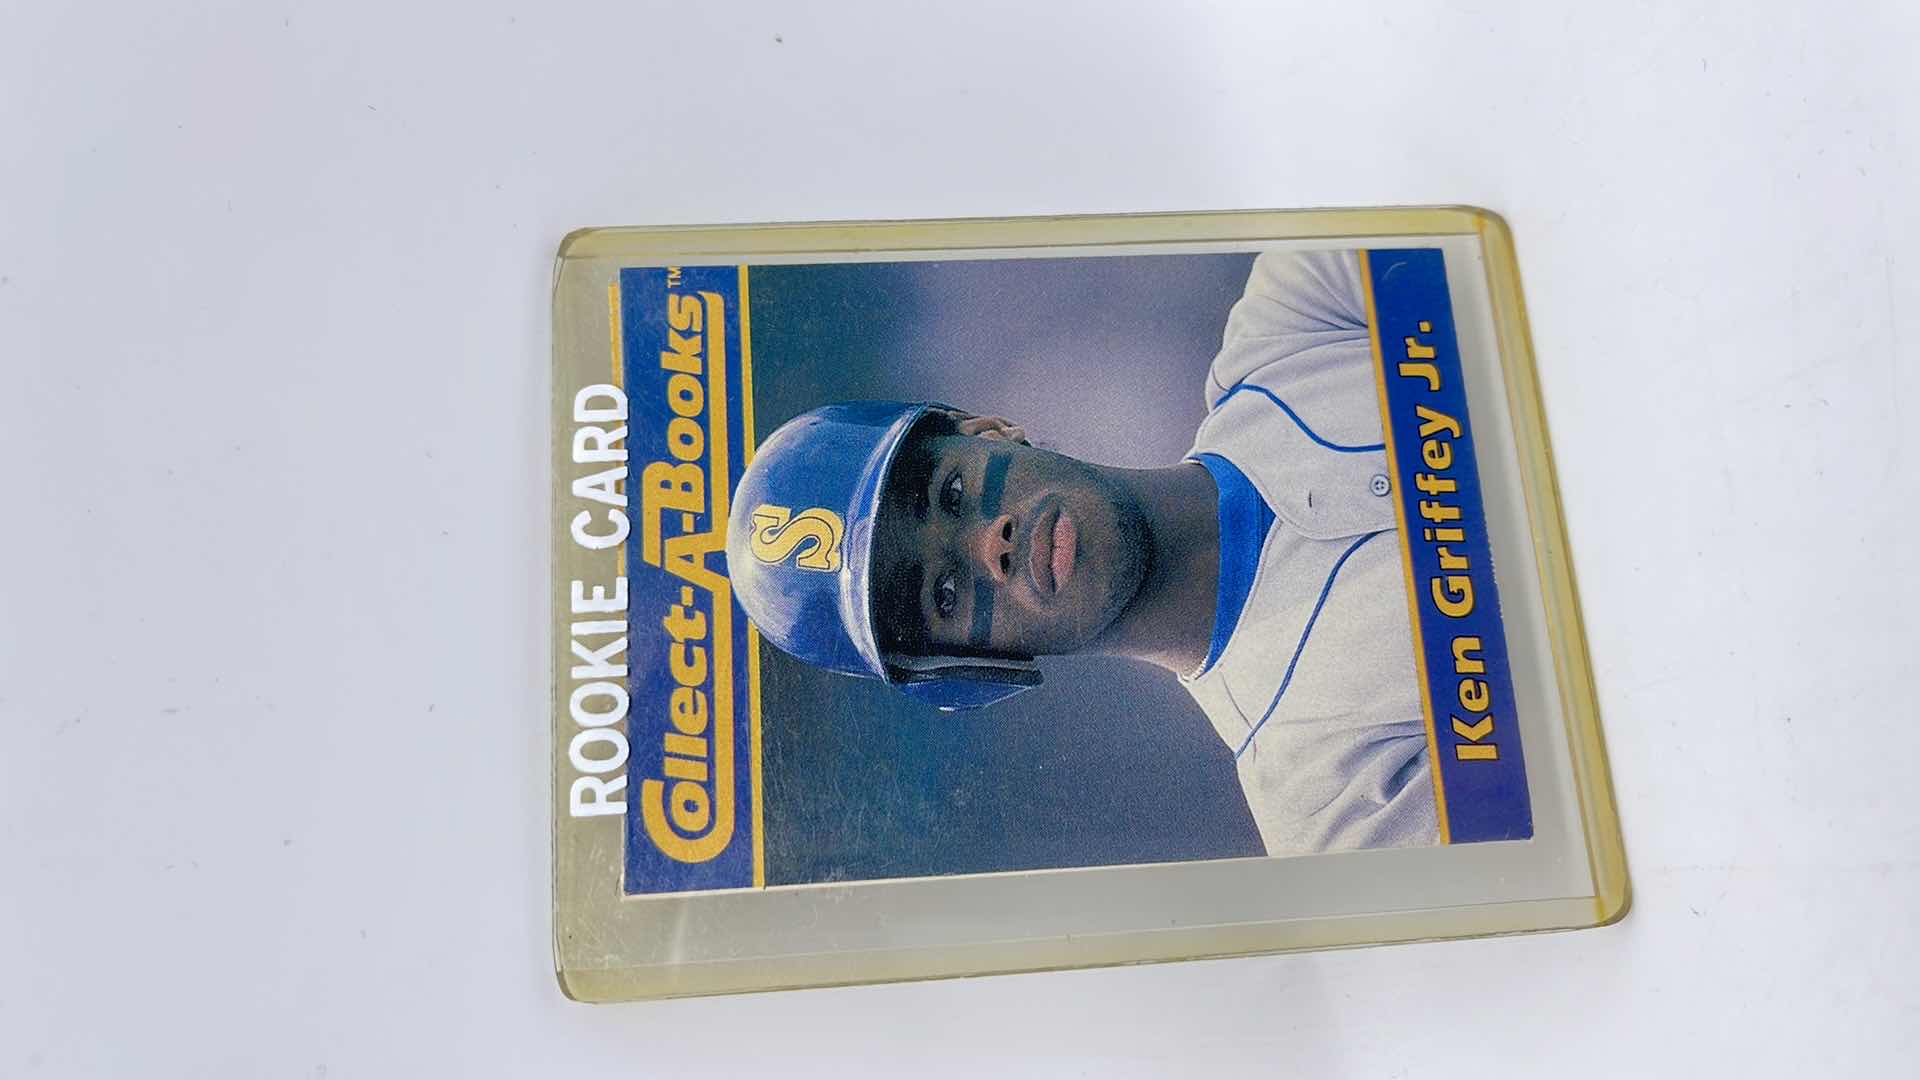 ROOKIE CARD
Collect-A-Books™
S
Ken Griffey Jr.